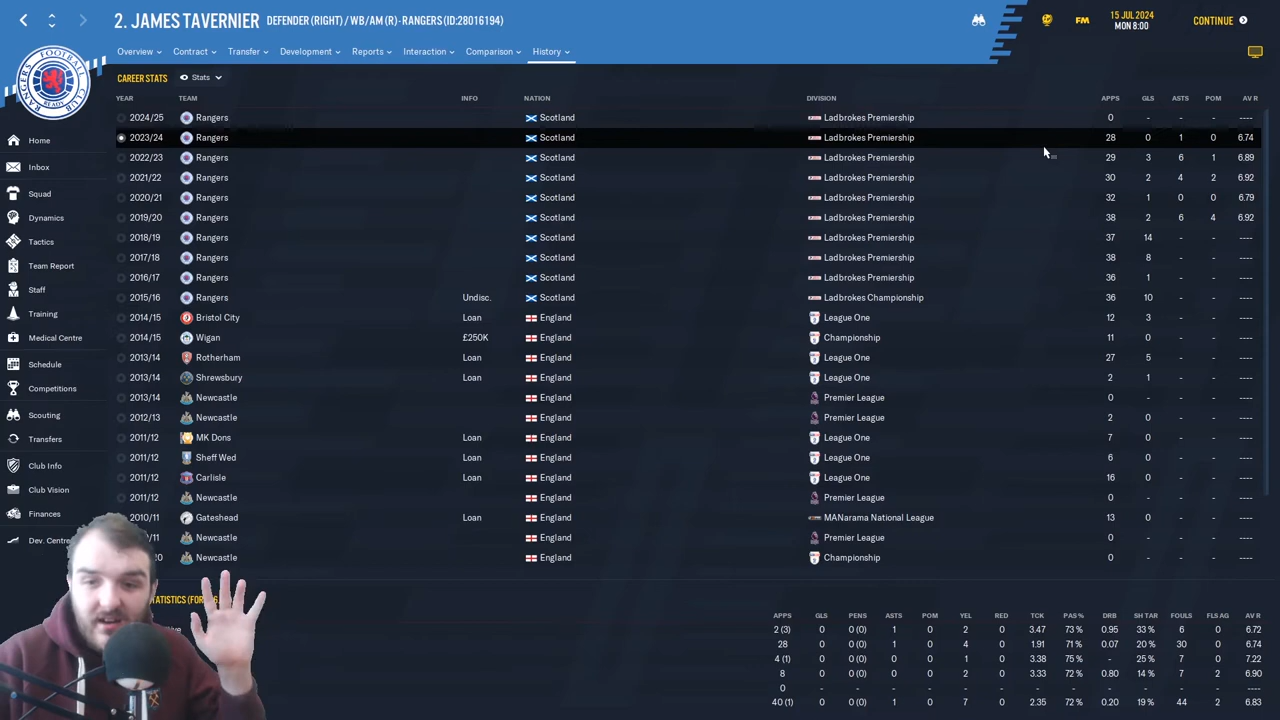 2. JAMES TAVERNIER DEFENDER (RIGHT) / WB/AM (R) - RANGERS (ID:28016194) FM 15 JUL 2024 MON 8:00 CONTINUE
Overview Contract Transfer Development Reports Interaction Comparison History
CAREER STATS Stats
YEAR TEAM INFO NATION DIVISION APPS GLS ASTS POM AV R
2024/25 Rangers Scotland Ladbrokes Premiership 0 - - - ----
2023/24 Rangers Scotland Ladbrokes Premiership 28 0 1 0 6.74
2022/23 Rangers Scotland Ladbrokes Premiership 29 3 6 1 6.89
2021/22 Rangers Scotland Ladbrokes Premiership 30 2 4 2 6.92
2020/21 Rangers Scotland Ladbrokes Premiership 32 1 0 0 6.79
2019/20 Rangers Scotland Ladbrokes Premiership 38 2 6 4 6.92
2018/19 Rangers Scotland Ladbrokes Premiership 37 14 - - ----
2017/18 Rangers Scotland Ladbrokes Premiership 38 8 - - ----
2016/17 Rangers Scotland Ladbrokes Premiership 36 1 - - ----
2015/16 Rangers Undisc. Scotland Ladbrokes Championship 36 10 - - ----
2014/15 Bristol City Loan England League One 12 3 - - ----
2014/15 Wigan £250K England Championship 11 0 - - ----
2013/14 Rotherham Loan England League One 27 5 - - ----
2013/14 Shrewsbury Loan England League One 2 1 - - ----
2013/14 Newcastle England Premier League 0 - - - ----
2012/13 Newcastle England Premier League 2 0 - - ----
2011/12 MK Dons Loan England League One 7 0 - - ----
2011/12 Sheff Wed Loan England League One 6 0 - - ----
2011/12 Carlisle Loan England League One 16 0 - - ----
2011/12 Newcastle England Premier League 0 - - - ----
2010/11 Gateshead Loan England MANarama National League 13 0 - - ----
/11 Newcastle England Premier League 0 - - - ----
Newcastle England Championship 0 - - - ----
Home
Inbox
Squad
Dynamics
Tactics
Team Report
Staff
Training
Medical Centre
Schedule
Competitions
Scouting
Transfers
Club Info
Club Vision
Finances
Dev. Centre
APPS GLS PENS ASTS POM YEL RED TCK PAS % DRB SH TAR FOULS FLS AG AV R
2 (3) 0 0 (0) 1 0 2 0 3.47 73 % 0.95 33 % 6 0 6.72
28 0 0 (0) 1 0 4 0 1.91 71 % 0.07 20 % 30 0 6.74
4 (1) 0 0 (0) 0 0 1 0 3.38 75 % - 25 % 7 0 7.22
8 0 0 (0) 0 0 2 0 3.33 72 % 0.80 14 % 7 2 6.90
0 - - - - - - - - - - - - ----
40 (1) 0 0 (0) 1 0 7 0 2.35 72 % 0.20 19 % 44 2 6.83